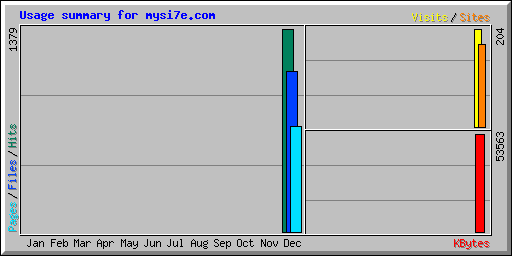 Usage summary for mysi7e.com
Visits / Sites
1379
204
Pages / Files / Hits
53563
Jan Feb Mar Apr May Jun Jul Aug Sep Oct Nov Dec
KBytes